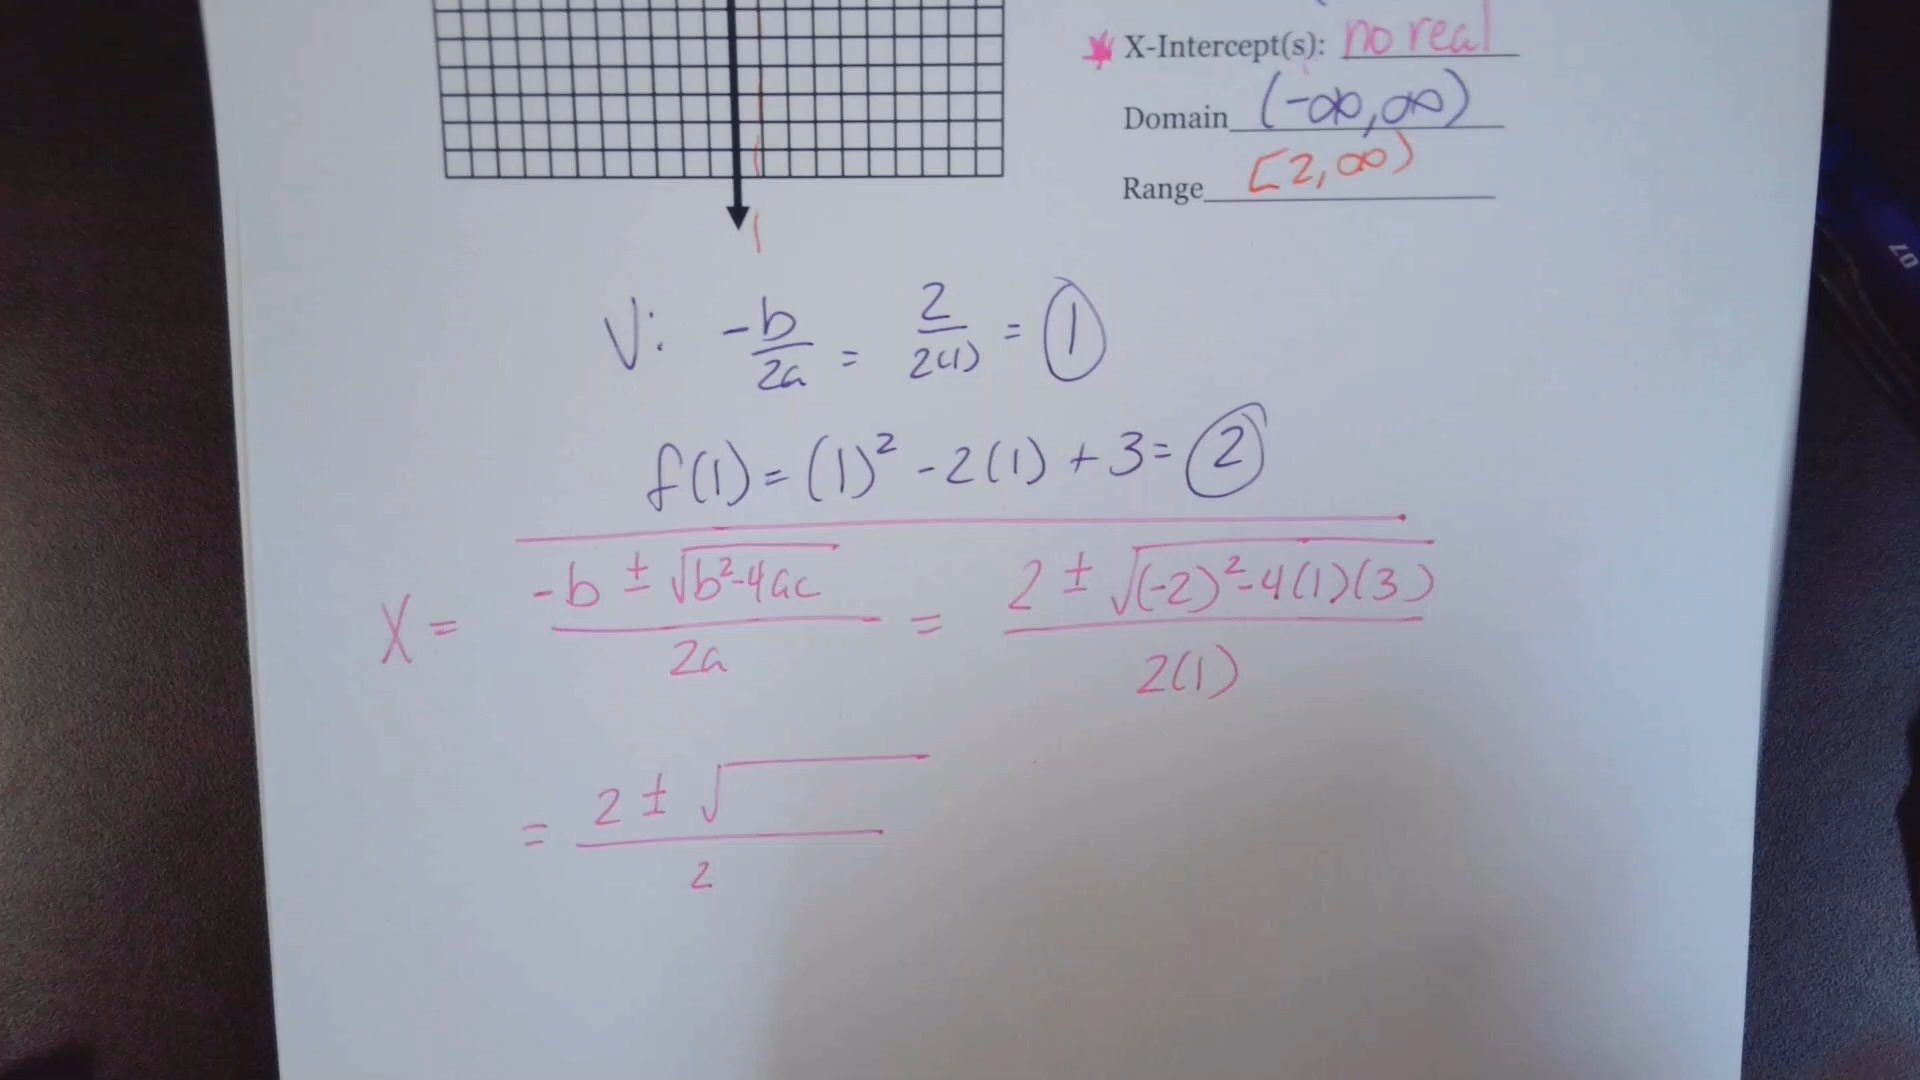 X-Intercept(s): no real
Domain (-∞,∞)
Range [2,∞)
V: -b/2a = 2/2(1) = 1
f(1) = (1)² - 2(1) + 3 = 2
X = -b ± √b²-4ac / 2a = 2 ± √(-2)²-4(1)(3) / 2(1)
= 2 ± √ / 2
07